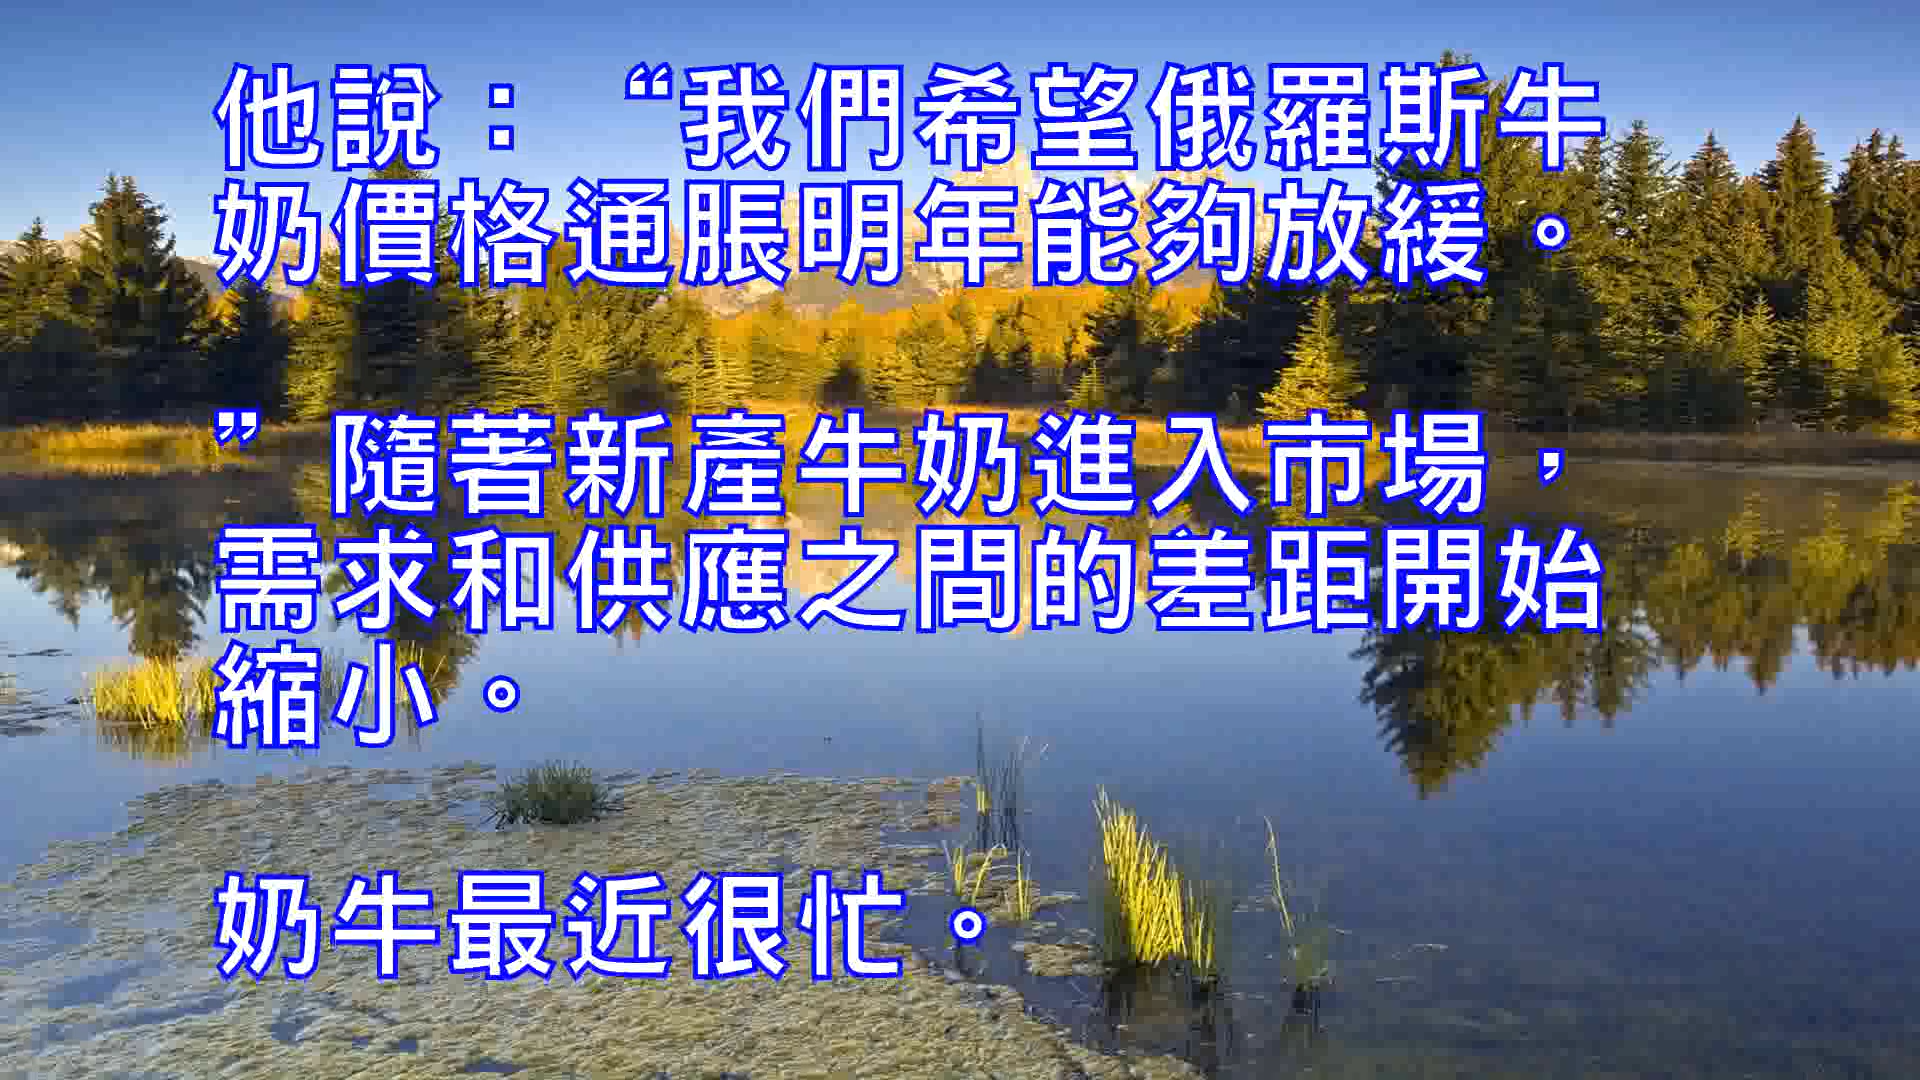 他說：“我們希望俄羅斯牛
奶價格通脹明年能夠放緩。
”隨著新產牛奶進入市場，
需求和供應之間的差距開始
縮小。
奶牛最近很忙。